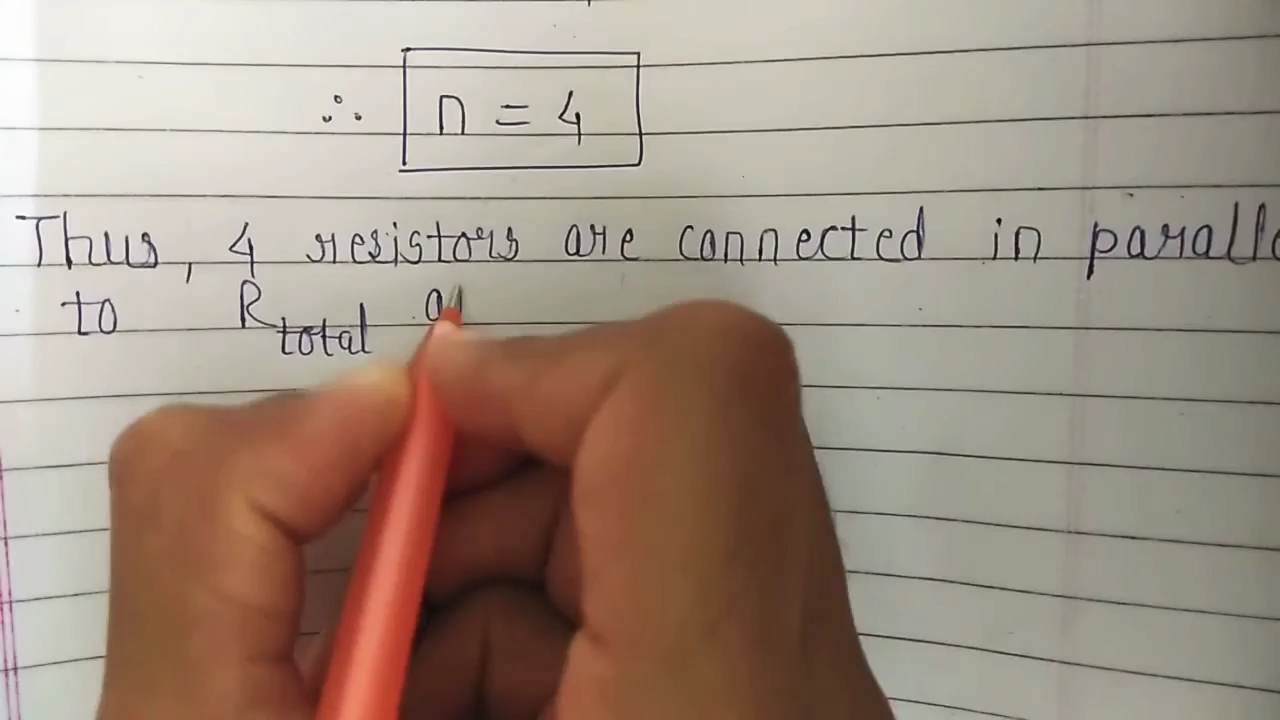 ∴ n = 4
Thus, 4 resistors are connected in paralle
to R total